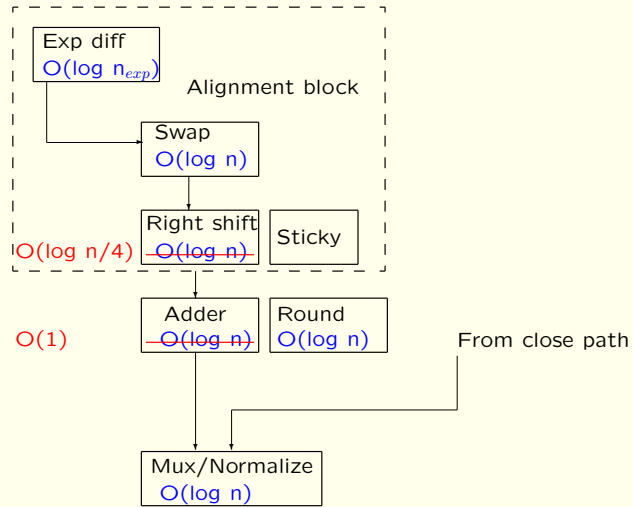 Exp diff
O(log n_exp)
Alignment block
Swap
O(log n)
Right shift
O(log n/4)
O(log n)
Sticky
Adder
O(1)
O(log n)
Round
O(log n)
From close path
Mux/Normalize
O(log n)